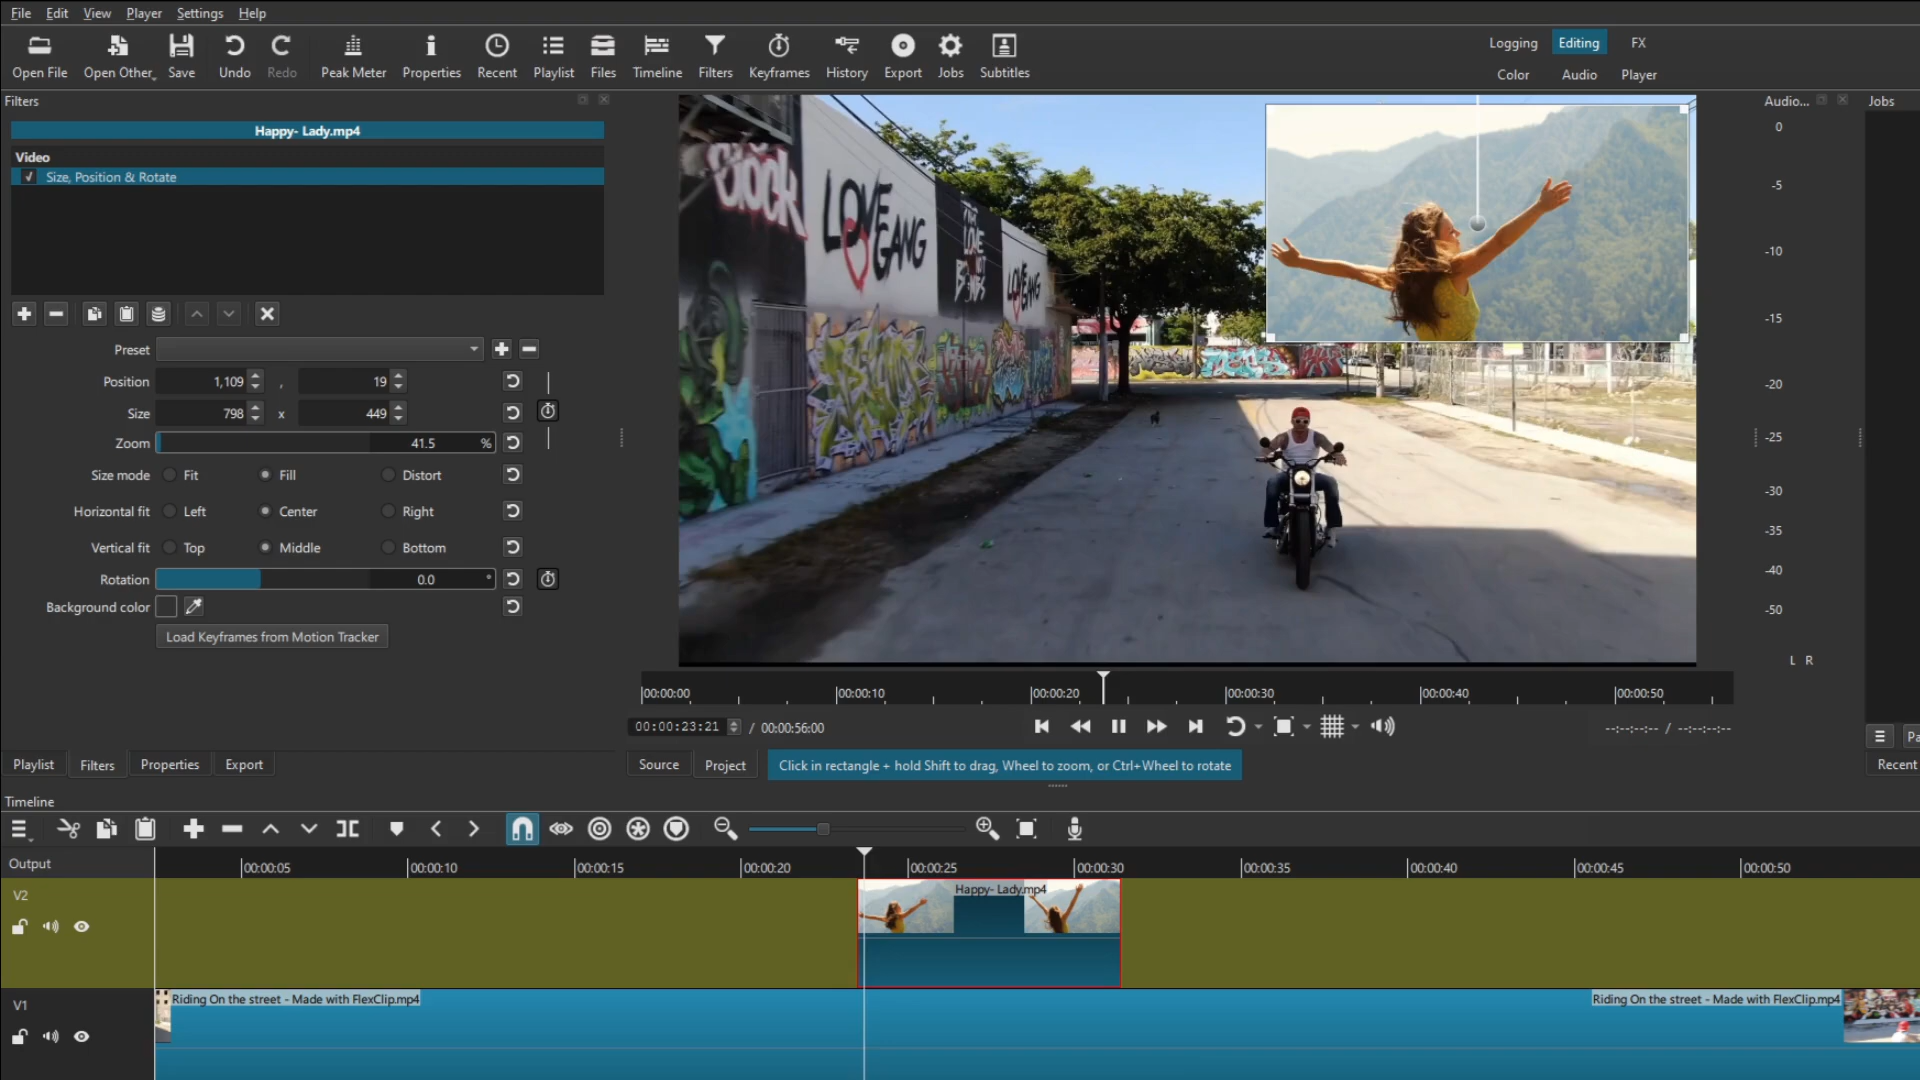 File Edit View Player Settings Help
Open File Open Other Save Undo Redo Peak Meter Properties Recent Playlist Files Timeline Filters Keyframes History Export Jobs Subtitles
Logging Editing FX
Color Audio Player
Filters
Audio... Jobs
Happy- Lady.mp4
Video
Size, Position & Rotate
Preset
Position 1,109 , 19
Size 798 x 449
Zoom 41.5 %
Size mode Fit Fill Distort
Horizontal fit Left Center Right
Vertical fit Top Middle Bottom
Rotation 0.0 °
Background color
Load Keyframes from Motion Tracker
LOVE GANG
LOVE GANG
0
-5
-10
-15
-20
-25
-30
-35
-40
-50
L R
00:00:00 00:00:10 00:00:20 00:00:30 00:00:40 00:00:50
00:00:23:21 / 00:00:56:00
--:--:--:-- / --:--:--:--
Pa
Playlist Filters Properties Export
Source Project Click in rectangle + hold Shift to drag, Wheel to zoom, or Ctrl+Wheel to rotate
Recent
Timeline
Output
00:00:05 00:00:10 00:00:15 00:00:20 00:00:25 00:00:30 00:00:35 00:00:40 00:00:45 00:00:50
V2
Happy- Lady.mp4
V1
Riding On the street - Made with FlexClip.mp4
Riding On the street - Made with FlexClip.mp4